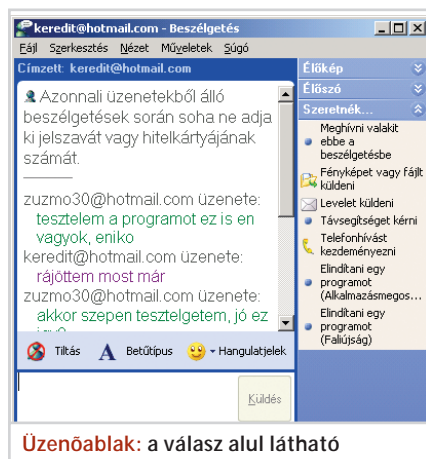 keredit@hotmail.com - Beszélgetés
Fájl Szerkesztés Nézet Műveletek Súgó
Címzett: keredit@hotmail.com
Azonnali üzenetekből álló
beszélgetések során soha ne adja
ki jelszavát vagy hitelkártyájának
számát.
zuzmo30@hotmail.com üzenete:
tesztelem a programot ez is en
vagyok, eniko
keredit@hotmail.com üzenete:
rájöttem most már
zuzmo30@hotmail.com üzenete:
akkor szepen tesztelgetem, jó ez
Tiltás A Betűtípus Hangulatjelek
Küldés
Élőkép
Élőszó
Szeretnék...
Meghívni valakit
ebbe a
beszélgetésbe
Fényképet vagy fájlt
küldeni
Levelet küldeni
Távsegítséget kérni
Telefonhívást
kezdeményezni
Elindítani egy
programot
(Alkalmazásmegos...
Elindítani egy
programot
(Faliújság)
Üzenőablak: a válasz alul látható